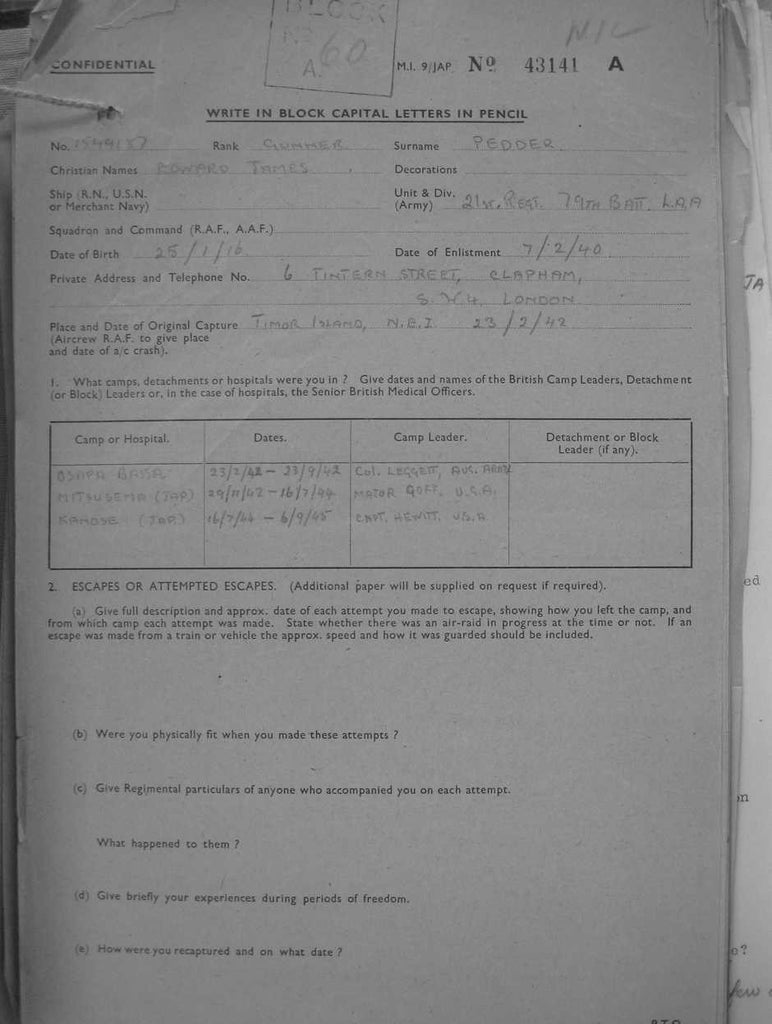 BLOCK
No 60
A.
NIL
CONFIDENTIAL
M.I. 9/JAP No 43141 A
WRITE IN BLOCK CAPITAL LETTERS IN PENCIL
No. Rank GUNNER Surname PEDDER
Christian Names EDWARD JAMES Decorations
Ship (R.N., U.S.N. or Merchant Navy)
Unit & Div. (Army) 21st. REGT. 79TH BATT. L.A.A
Squadron and Command (R.A.F., A.A.F.)
Date of Birth 25/1/16 Date of Enlistment 7/2/40
Private Address and Telephone No. 6 TINTERN STREET, CLAPHAM,
S.W.4. LONDON
Place and Date of Original Capture TIMOR ISLAND, N.E.I. 23/2/42
(Aircrew R.A.F. to give place
and date of a/c crash).
1. What camps, detachments or hospitals were you in ? Give dates and names of the British Camp Leaders, Detachment
(or Block) Leaders or, in the case of hospitals, the Senior British Medical Officers.
Camp or Hospital. Dates. Camp Leader. Detachment or Block
Leader (if any).
OSAPA BASSA 23/2/42 – 23/9/42 COL. LEGGETT, AUS. ARMY
MITSUSEMA (JAP) 29/11/42 – 16/7/44 MAJOR GOFF, U.S.A.
KAMOSE (JAP) 16/7/44 – 6/9/45 CAPT. HEWITT, U.S.A
2. ESCAPES OR ATTEMPTED ESCAPES. (Additional paper will be supplied on request if required).
(a) Give full description and approx. date of each attempt you made to escape, showing how you left the camp, and
from which camp each attempt was made. State whether there was an air-raid in progress at the time or not. If an
escape was made from a train or vehicle the approx. speed and how it was guarded should be included.
(b) Were you physically fit when you made these attempts ?
(c) Give Regimental particulars of anyone who accompanied you on each attempt.
What happened to them ?
(d) Give briefly your experiences during periods of freedom.
(e) How were you recaptured and on what date ?
JA
ed
in
o?
few